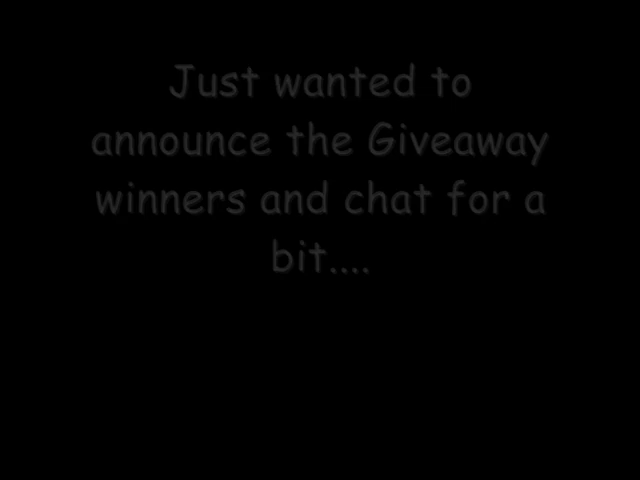 Just wanted to
announce the Giveaway
winners and chat for a
bit....